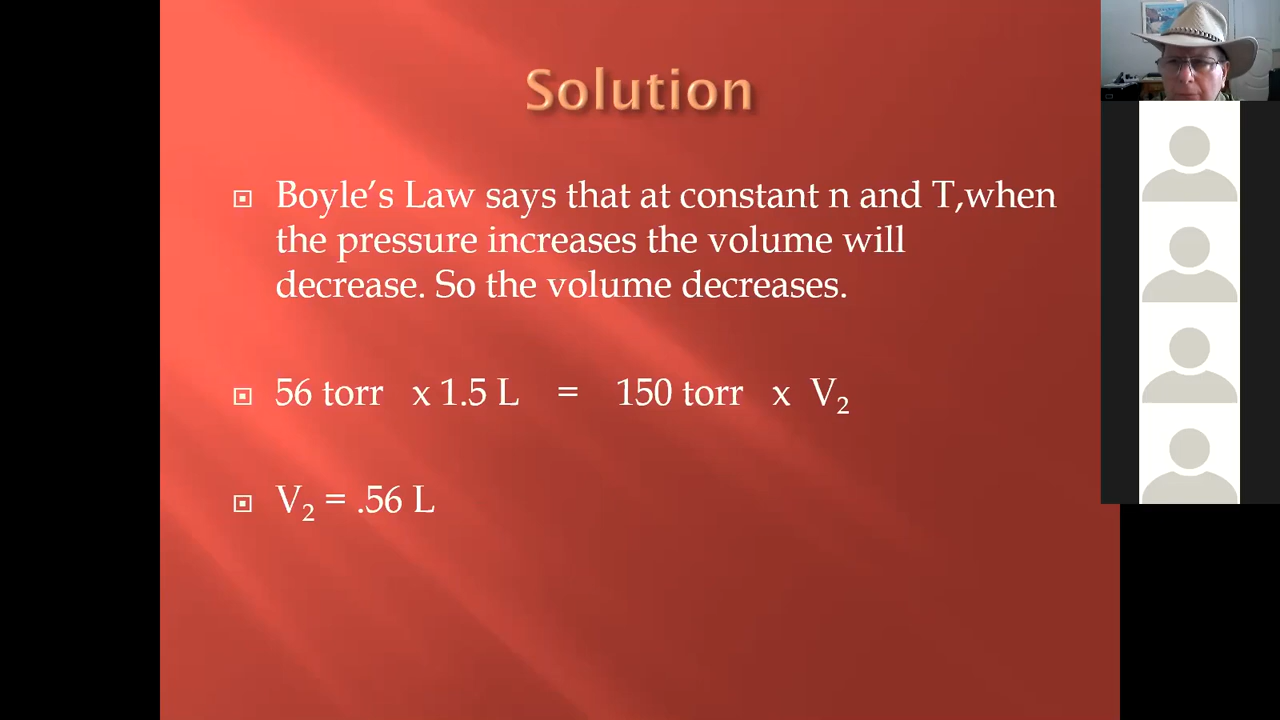 Solution
Boyle’s Law says that at constant n and T,when
the pressure increases the volume will
decrease. So the volume decreases.
56 torr x 1.5 L = 150 torr x V₂
V₂ = .56 L